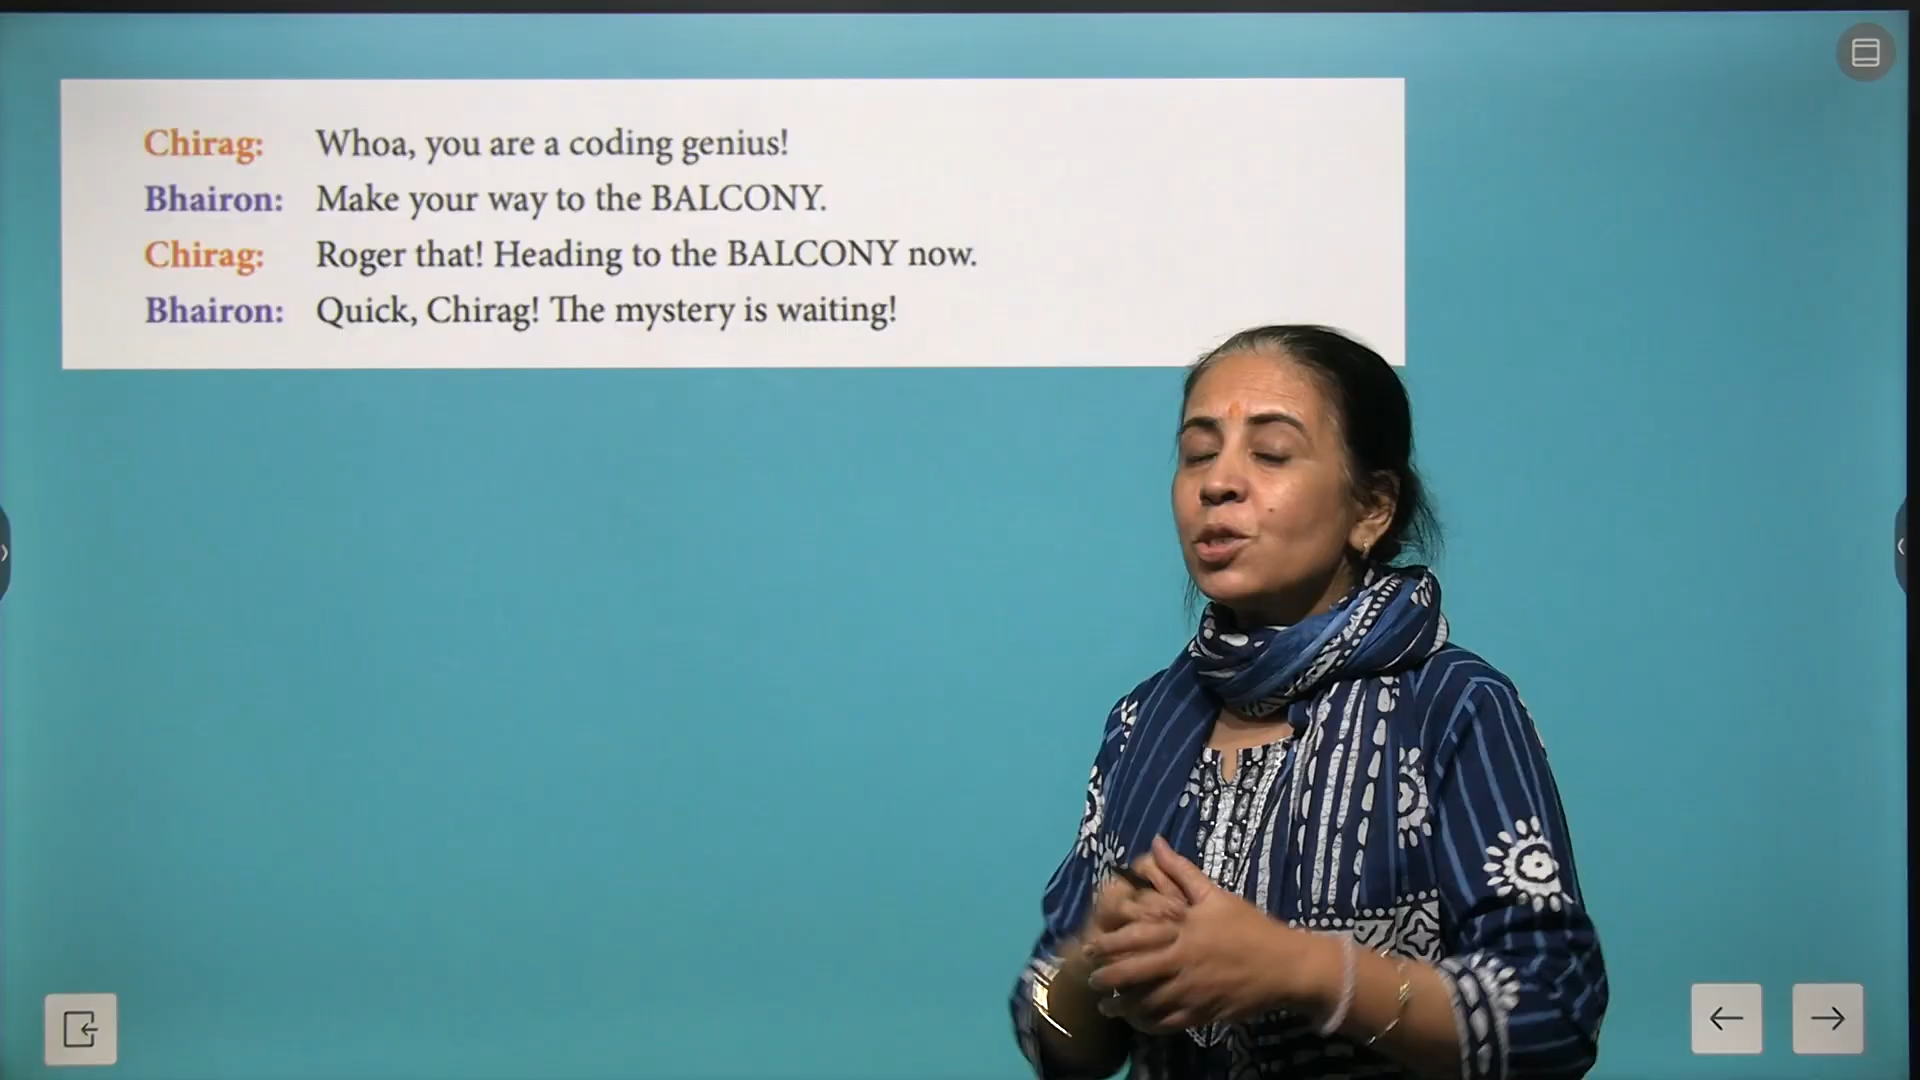 Chirag: Whoa, you are a coding genius!
Bhairon: Make your way to the BALCONY.
Chirag: Roger that! Heading to the BALCONY now.
Bhairon: Quick, Chirag! The mystery is waiting!